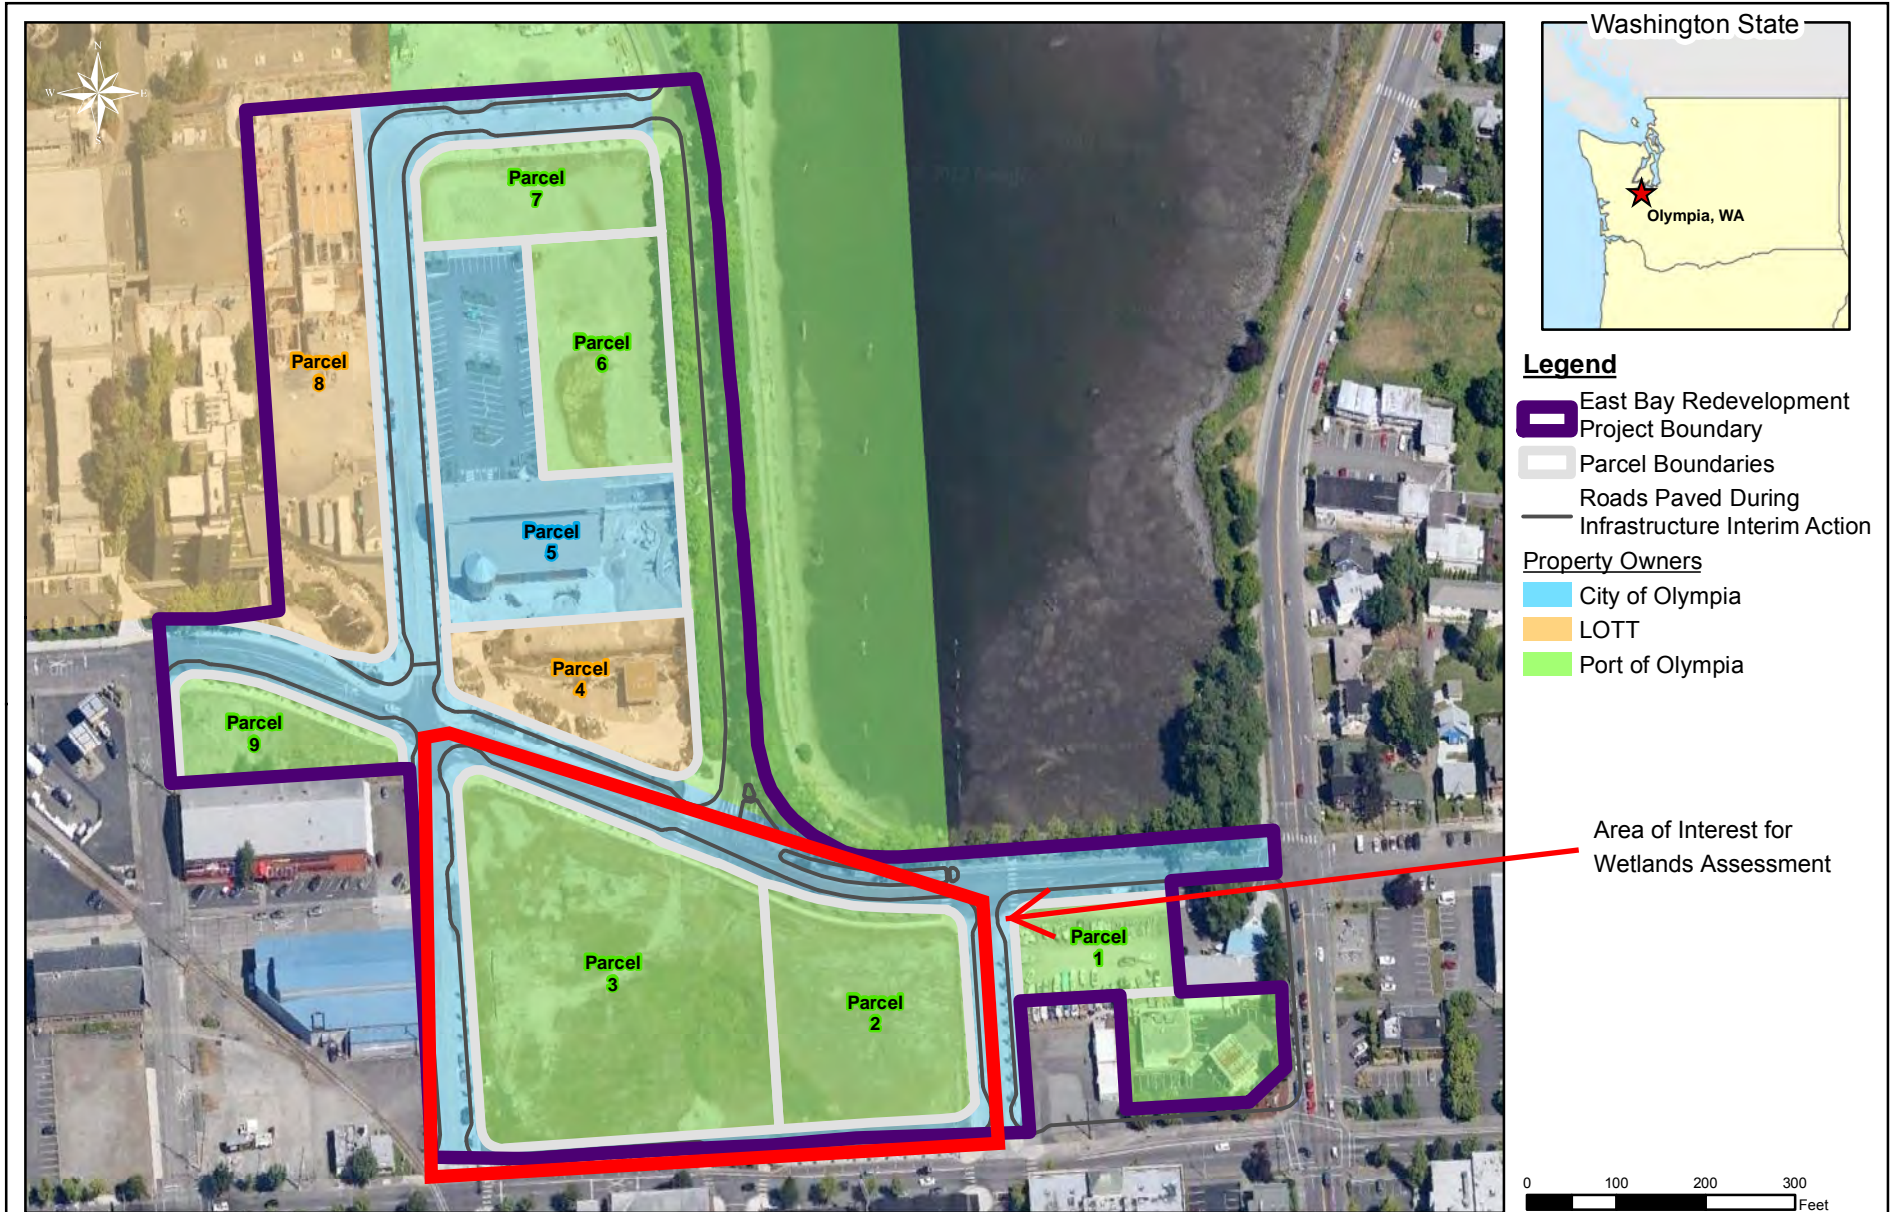 Washington State
Olympia, WA
N
W
E
S
Parcel
7
Parcel
6
Parcel
8
Parcel
5
Parcel
4
Parcel
9
Parcel
3
Parcel
2
Parcel
1
Legend
East Bay Redevelopment
Project Boundary
Parcel Boundaries
Roads Paved During
Infrastructure Interim Action
Property Owners
City of Olympia
LOTT
Port of Olympia
Area of Interest for
Wetlands Assessment
0 100 200 300
Feet